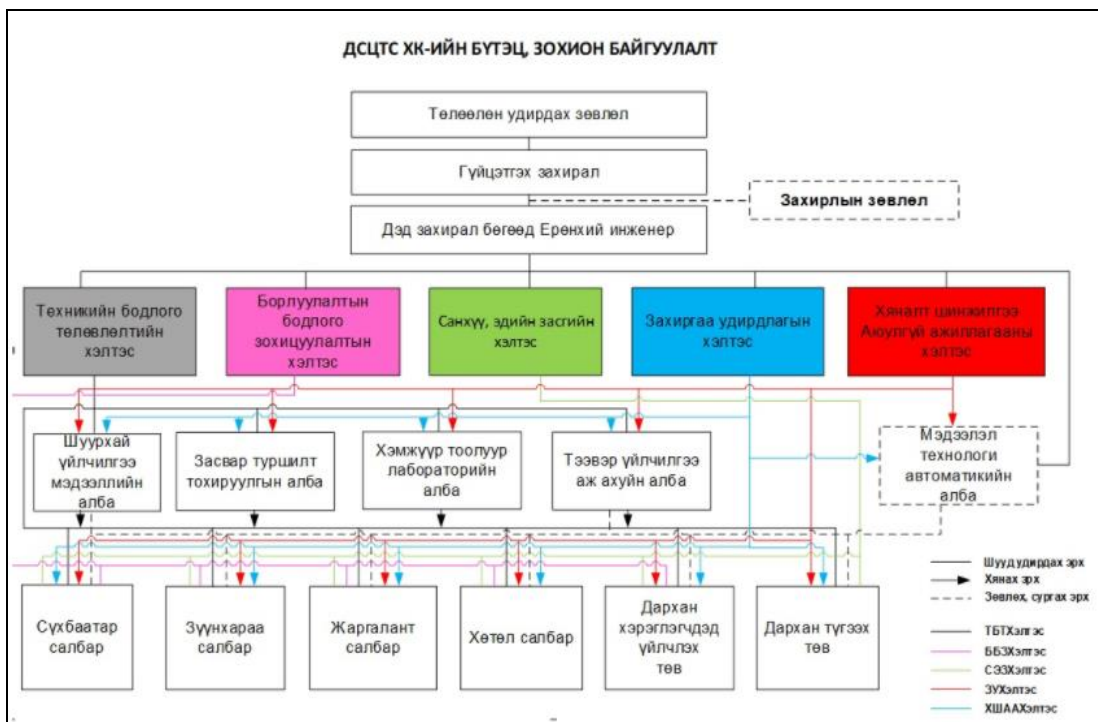 ДСЦТС ХК-ИЙН БҮТЭЦ, ЗОХИОН БАЙГУУЛАЛТ
Төлөөлөн удирдах зөвлөл
Гүйцэтгэх захирал
Захирлын зөвлөл
Дэд захирал бөгөөд Ерөнхий инженер
Техникийн бодлого
төлөвлөлтийн
хэлтэс
Борлуулалтын
бодлого
зохицуулалтын
хэлтэс
Санхүү, эдийн засгийн
хэлтэс
Захиргаа удирдлагын
хэлтэс
Хяналт шинжилгээ
Аюулгүй ажиллагааны
хэлтэс
Шуурхай
үйлчилгээ
мэдээллийн
алба
Засвар туршилт
тохируулгын алба
Хэмжүүр тоолуур
лабораторийн
алба
Тээвэр үйлчилгээ
аж ахуйн алба
Мэдээлэл
технологи
автоматикийн
алба
Сүхбаатар
салбар
Зүүнхараа
салбар
Жаргалант
салбар
Хөтөл салбар
Дархан
хэрэглэгчдэд
үйлчлэх
төв
Дархан түгээх
төв
Шууд удирдах эрх
Хянах эрх
Зөвлөх, сургах эрх
ТБТХэлтэс
ББЗХэлтэс
СЭЗХэлтэс
ЗУХэлтэс
ХШААХэлтэс